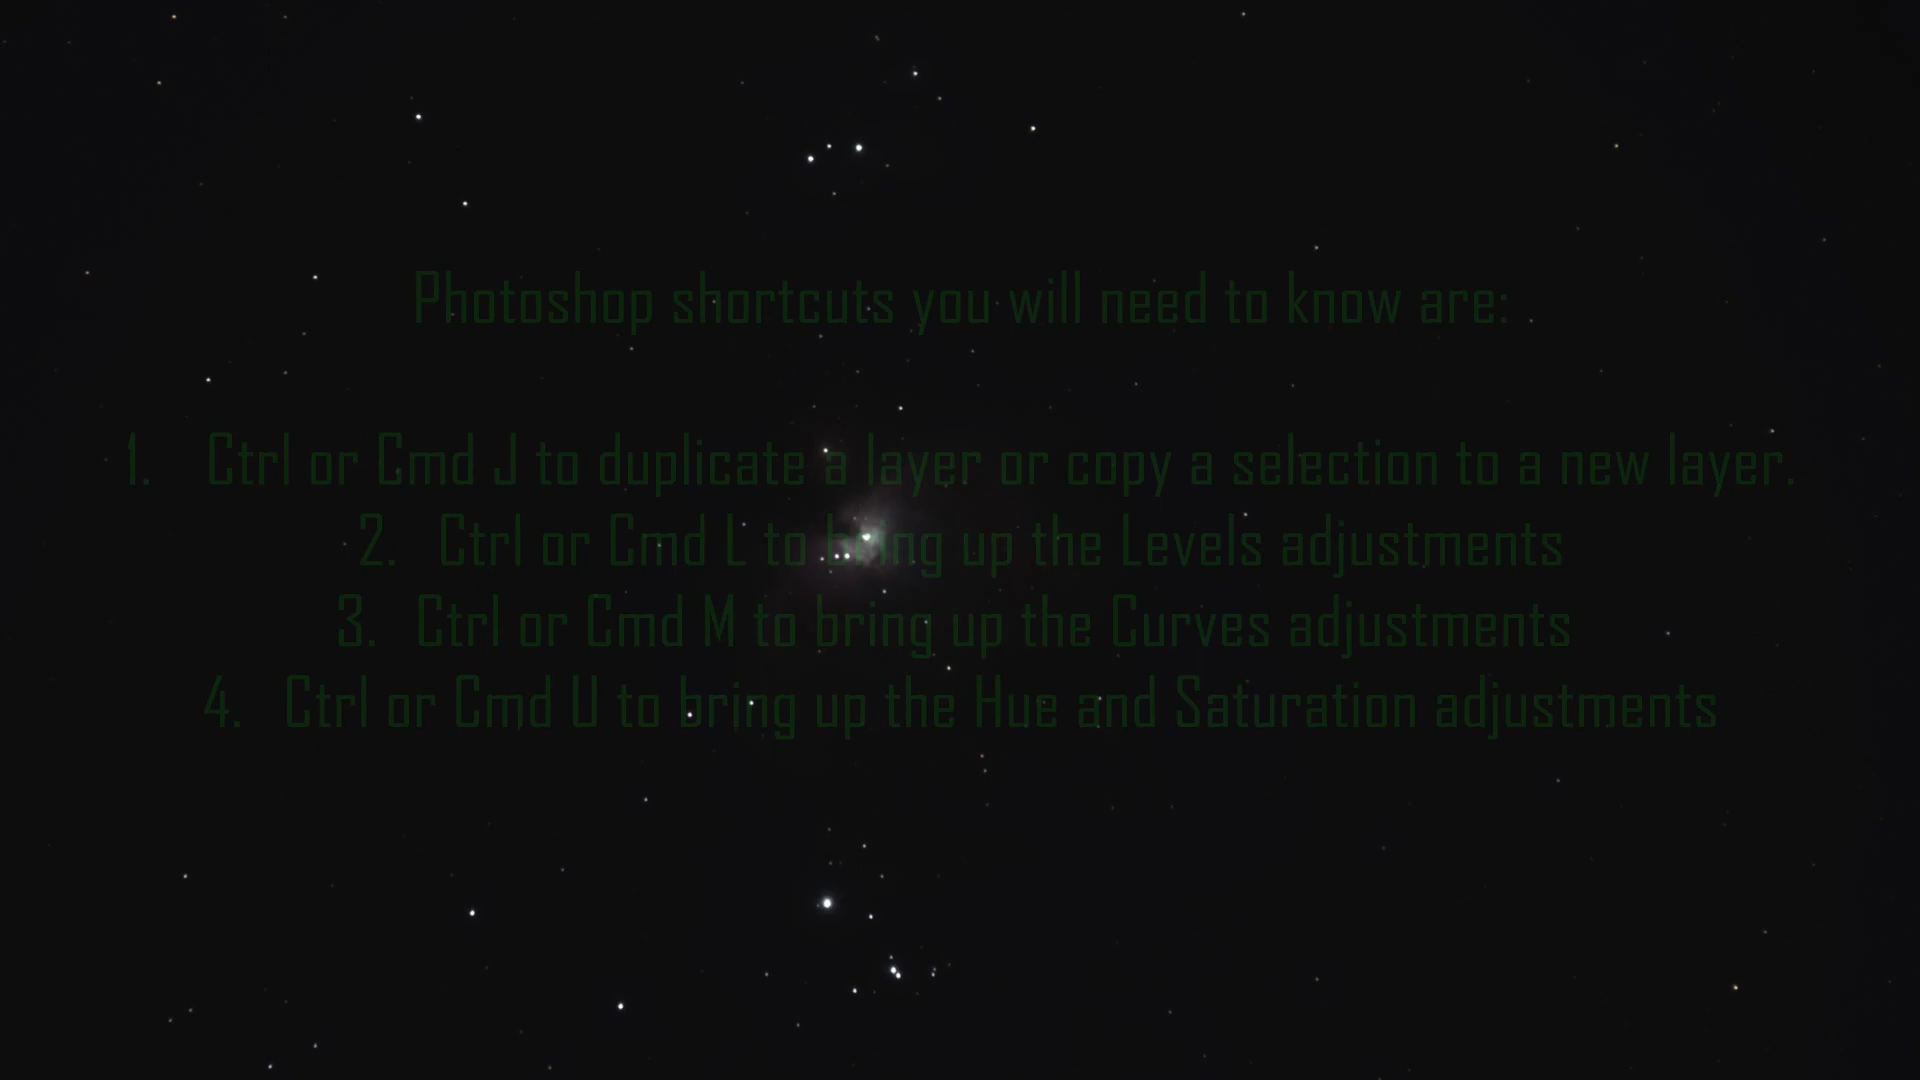 Photoshop shortcuts you will need to know are:
1. Ctrl or Cmd J to duplicate a layer or copy a selection to a new layer.
2. Ctrl or Cmd L to bring up the Levels adjustments
3. Ctrl or Cmd M to bring up the Curves adjustments
4. Ctrl or Cmd U to bring up the Hue and Saturation adjustments